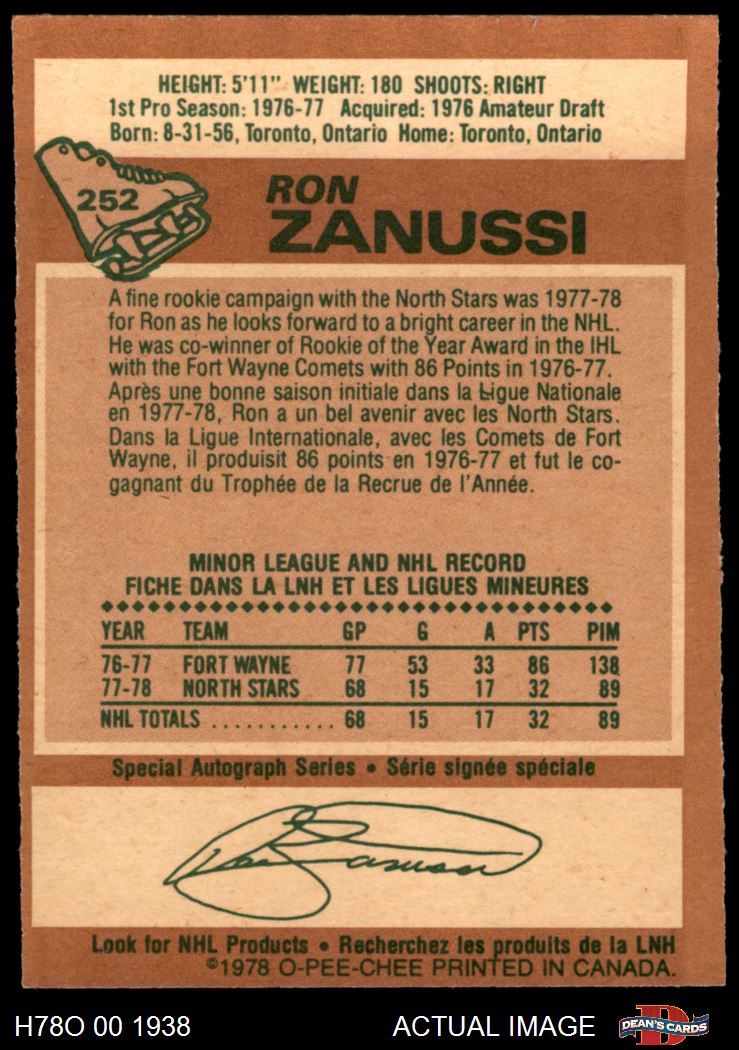 HEIGHT: 5'11" WEIGHT: 180 SHOOTS: RIGHT
1st Pro Season: 1976-77 Acquired: 1976 Amateur Draft
Born: 8-31-56, Toronto, Ontario Home: Toronto, Ontario
252
RON
ZANUSSI
A fine rookie campaign with the North Stars was 1977-78
for Ron as he looks forward to a bright career in the NHL.
He was co-winner of Rookie of the Year Award in the IHL
with the Fort Wayne Comets with 86 Points in 1976-77.
Après une bonne saison initiale dans la Ligue Nationale
en 1977-78, Ron a un bel avenir avec les North Stars.
Dans la Ligue Internationale, avec les Comets de Fort
Wayne, il produisit 86 points en 1976-77 et fut le co-
gagnant du Trophée de la Recrue de l'Année.
MINOR LEAGUE AND NHL RECORD
FICHE DANS LA LNH ET LES LIGUES MINEURES
YEAR TEAM GP G A PTS PIM
76-77 FORT WAYNE 77 53 33 86 138
77-78 NORTH STARS 68 15 17 32 89
NHL TOTALS ........... 68 15 17 32 89
Special Autograph Series • Série signée spéciale
Ron Zanussi
Look for NHL Products • Recherchez les produits de la LNH
©1978 O-PEE-CHEE PRINTED IN CANADA.
H78O 00 1938 ACTUAL IMAGE D DEAN'S CARDS